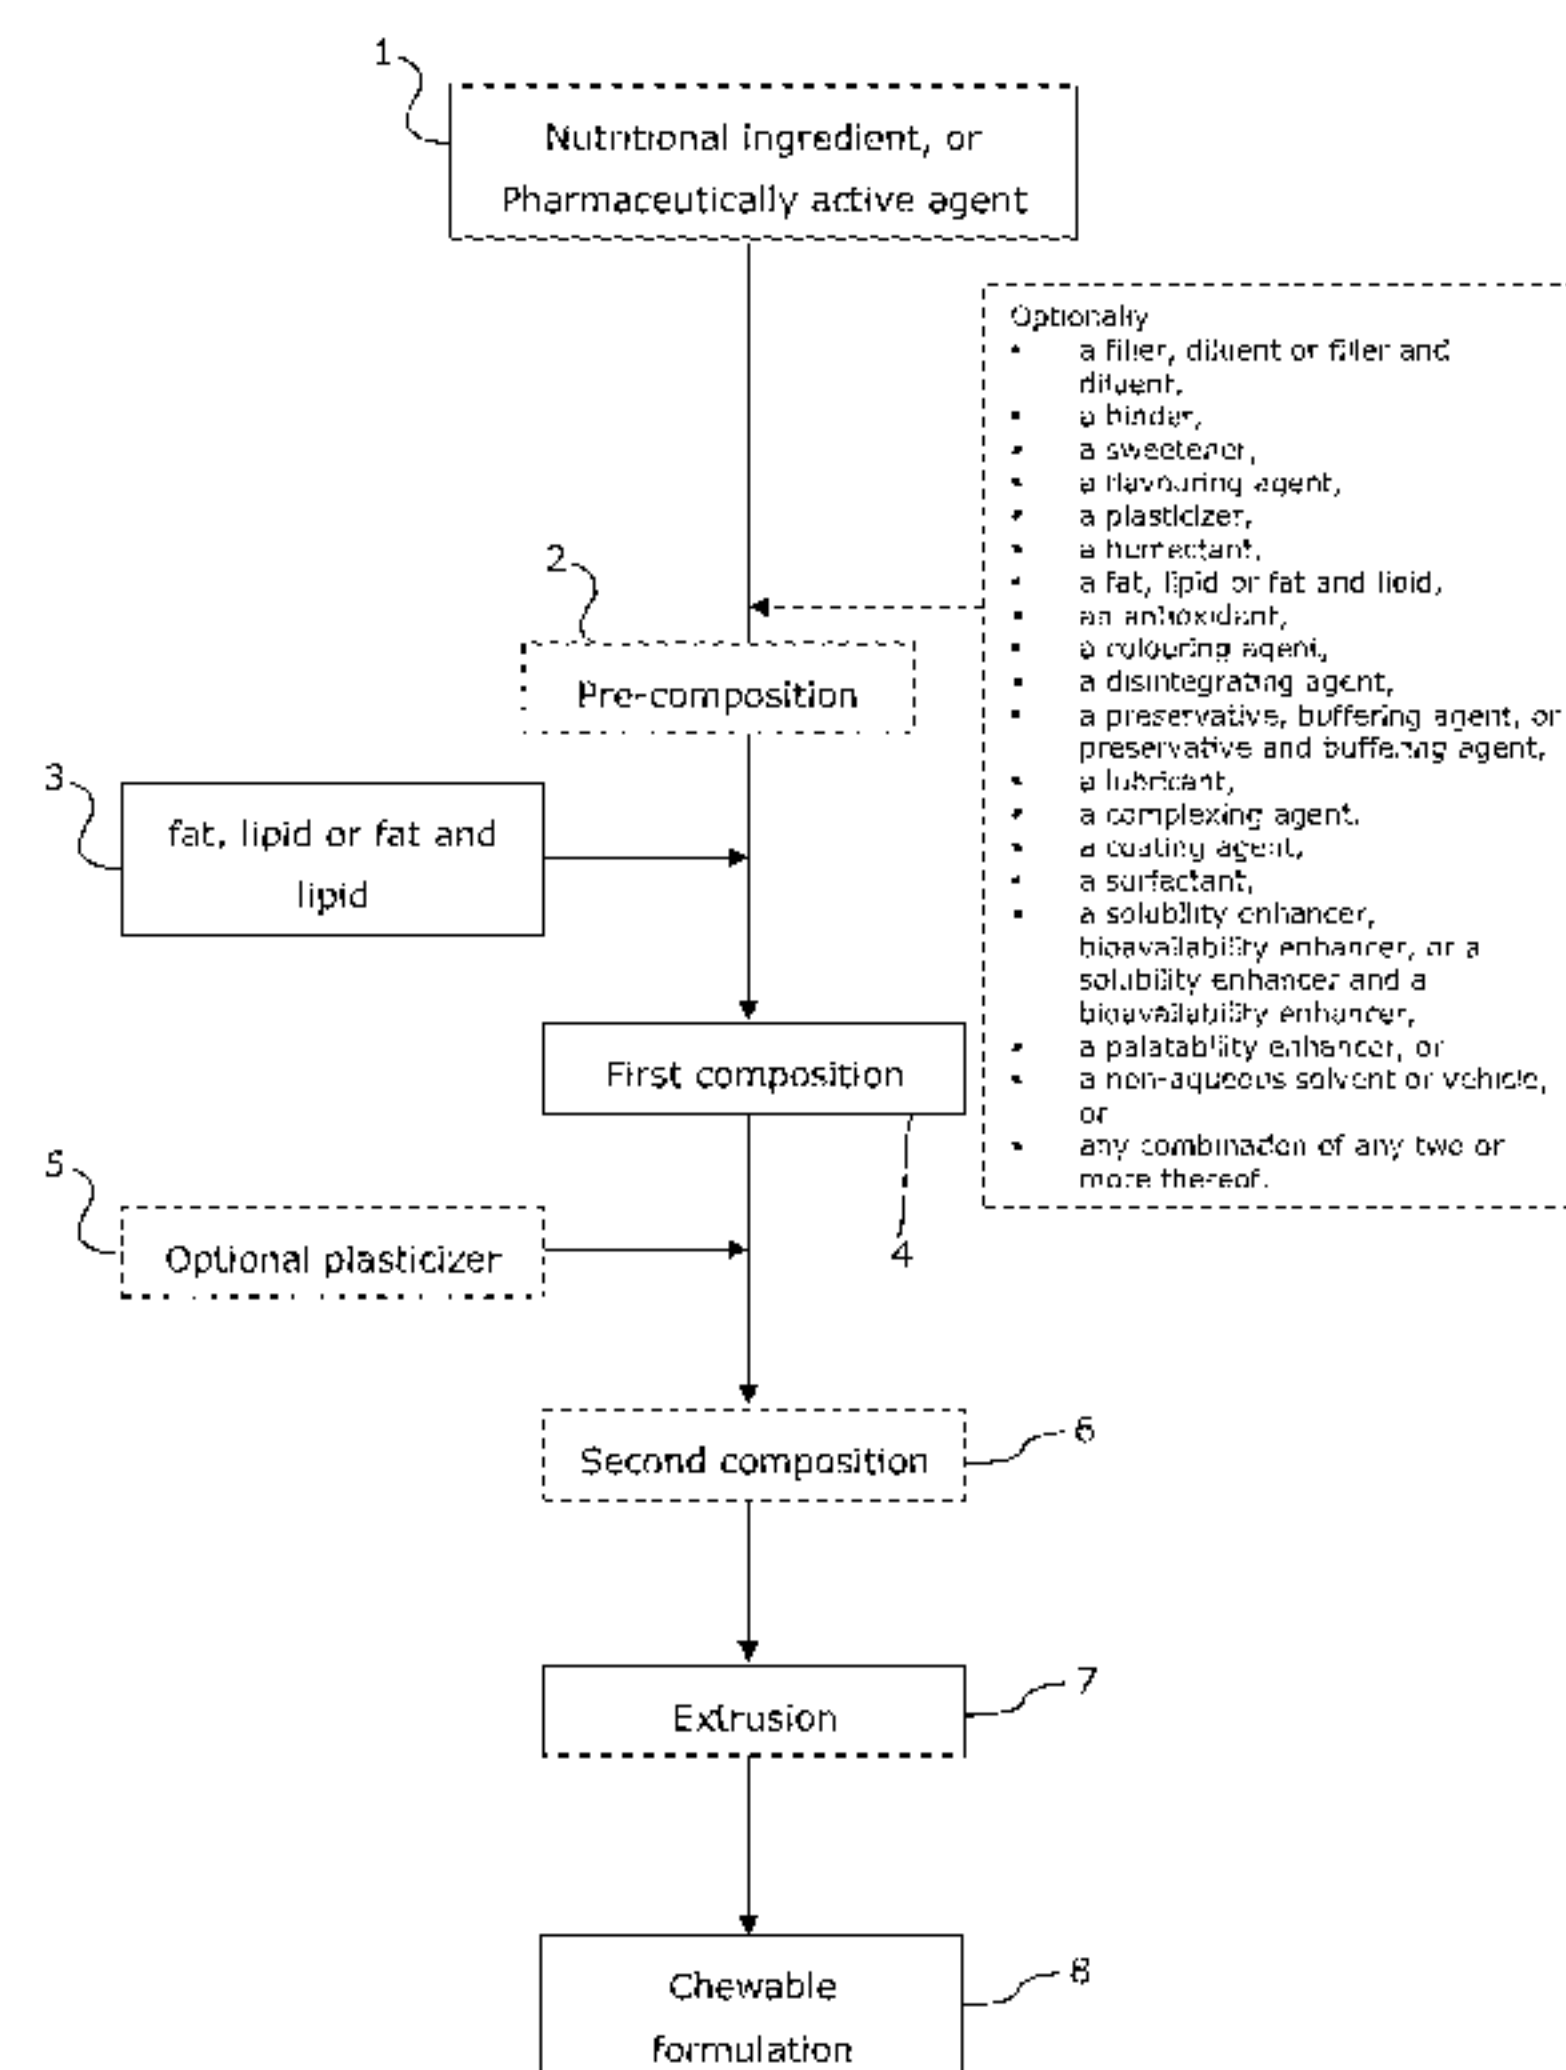 1
Nutritional ingredient, or
Pharmaceutically active agent
Optionally
• a filler, diluent or filler and
diluent,
• a binder,
• a sweetener,
• a flavouring agent,
• a plasticizer,
• a humectant,
• a fat, lipid or fat and lipid,
• an antioxidant,
• a colouring agent,
• a disintegrating agent,
• a preservative, buffering agent, or
preservative and buffering agent,
• a lubricant,
• a complexing agent,
• a coating agent,
• a surfactant,
• a solubility enhancer,
bioavailability enhancer, or a
solubility enhancer and a
bioavailability enhancer,
• a palatability enhancer, or
• a non-aqueous solvent or vehicle,
or
• any combination of any two or
more thereof.
2
Pre-composition
3
fat, lipid or fat and
lipid
First composition
4
5
Optional plasticizer
Second composition
6
Extrusion
7
Chewable
formulation
8